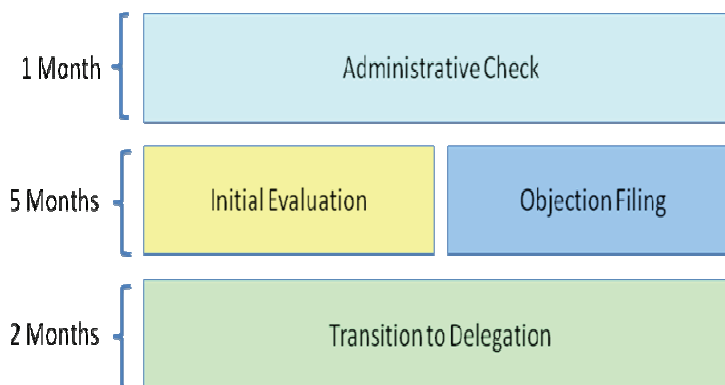 1 Month
Administrative Check
5 Months
Initial Evaluation
Objection Filing
2 Months
Transition to Delegation